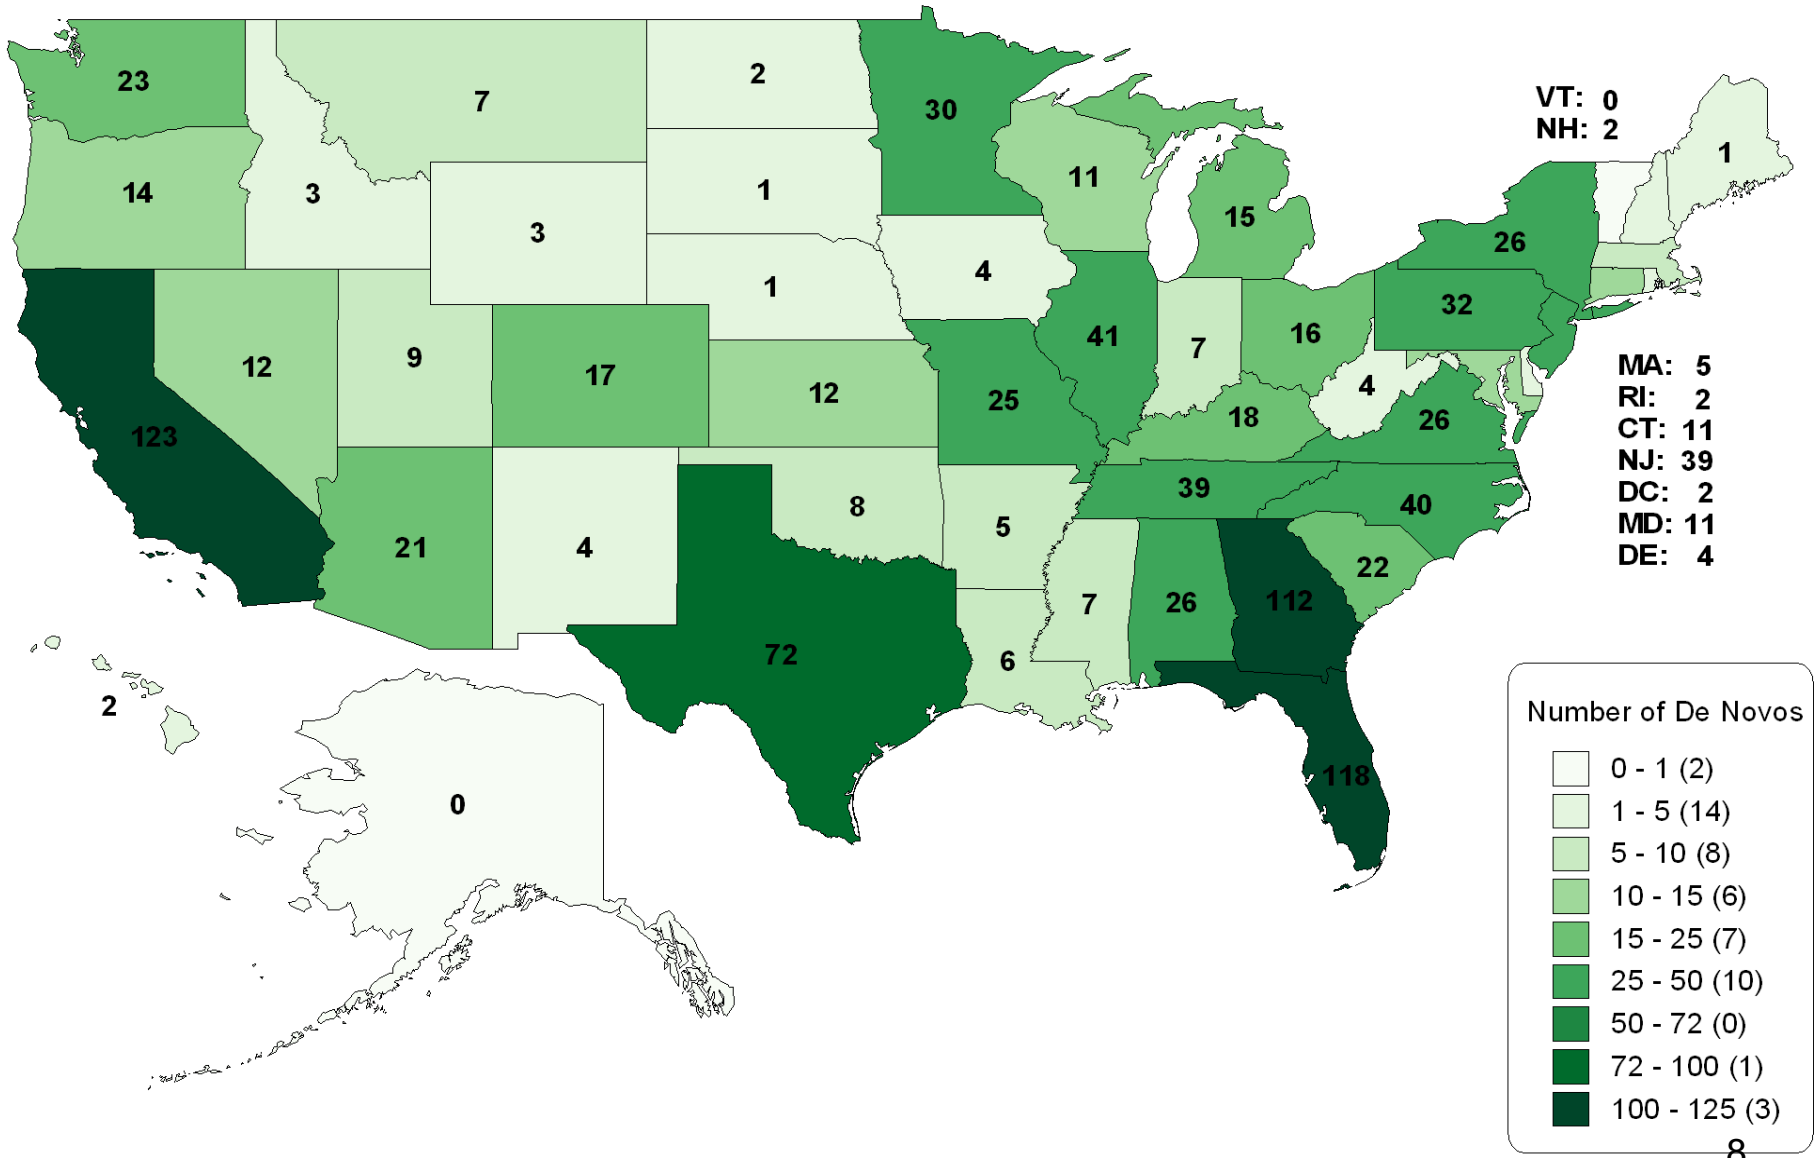 23
7
2
30
VT: 0
NH: 2
14
3
3
1
11
15
1
26
1
4
12
9
17
12
25
41
7
16
32
4
18
26
MA: 5
RI: 2
CT: 11
NJ: 39
DC: 2
MD: 11
DE: 4
123
21
4
8
5
39
40
22
72
6
7
26
112
118
2
0
Number of De Novos
0 - 1 (2)
1 - 5 (14)
5 - 10 (8)
10 - 15 (6)
15 - 25 (7)
25 - 50 (10)
50 - 72 (0)
72 - 100 (1)
100 - 125 (3)
8